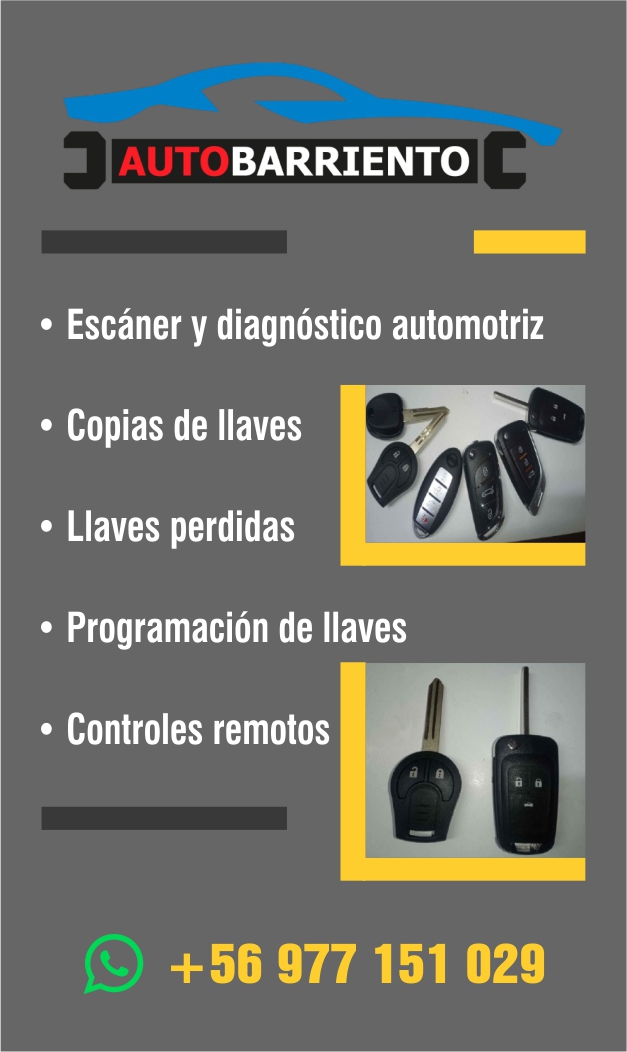 AUTOBARRIENTO
• Escáner y diagnóstico automotriz
• Copias de llaves
• Llaves perdidas
• Programación de llaves
• Controles remotos
+56 977 151 029